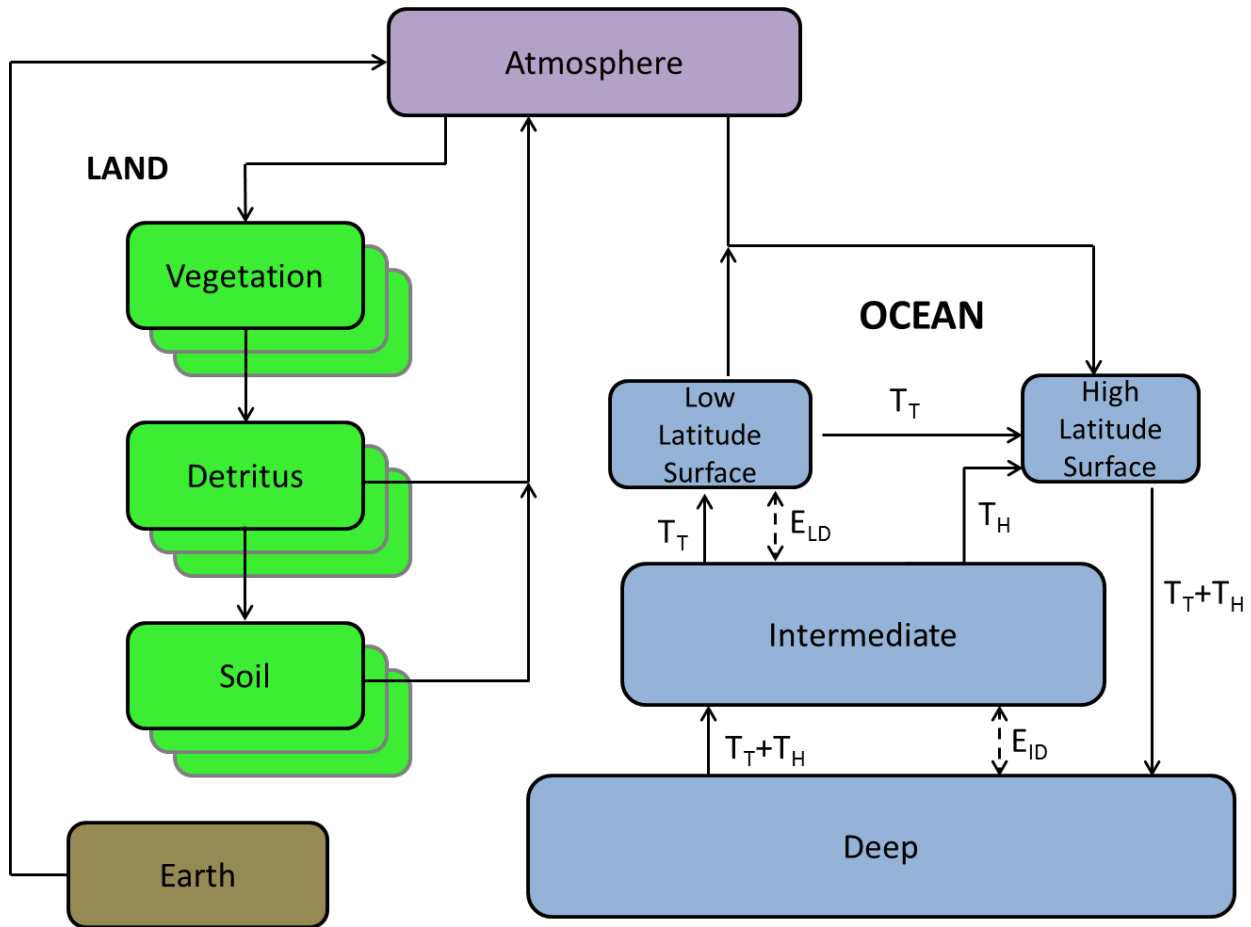 Atmosphere
LAND
Vegetation
OCEAN
Low
Latitude
Surface
T_T
High
Latitude
Surface
Detritus
T_T
E_LD
T_H
T_T+T_H
Intermediate
Soil
T_T+T_H
E_ID
Deep
Earth